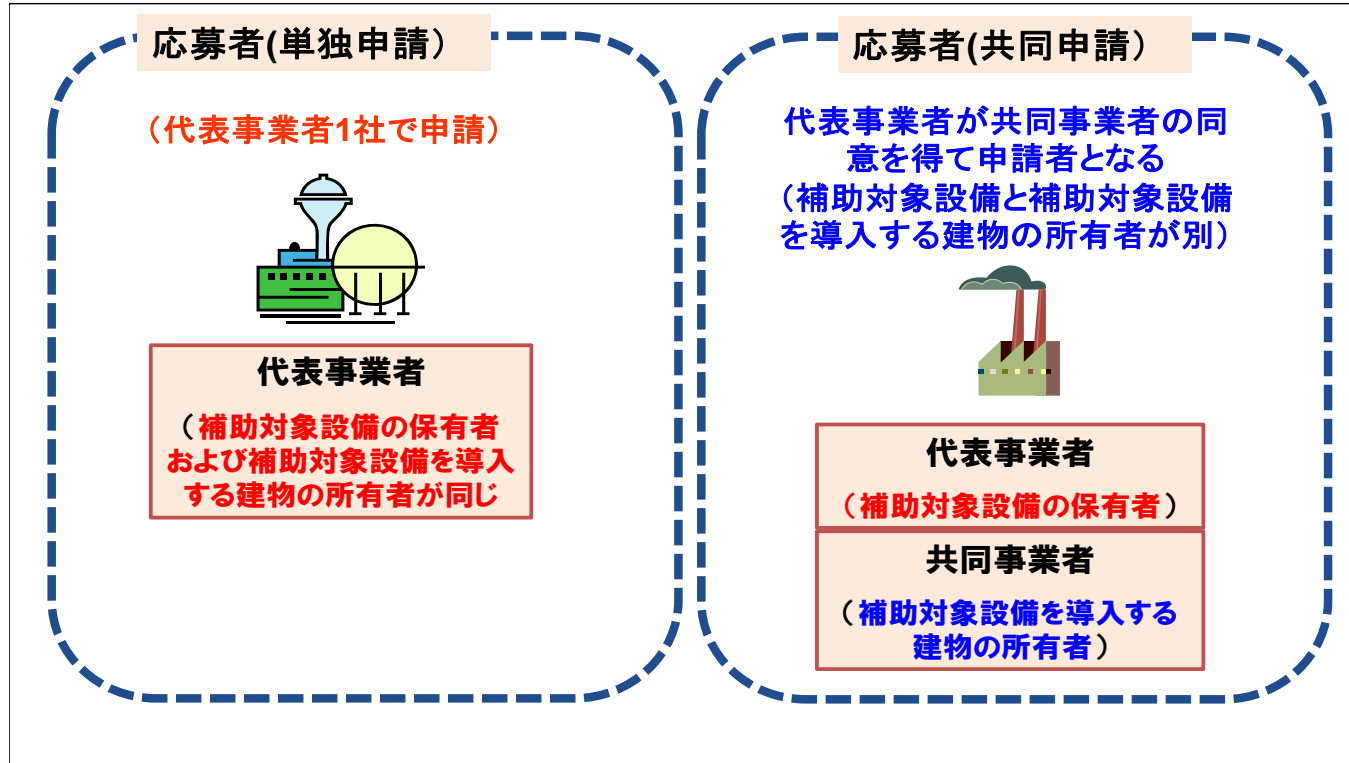 応募者(単独申請）
（代表事業者1社で申請）
代表事業者
（補助対象設備の保有者
および補助対象設備を導入
する建物の所有者が同じ
応募者(共同申請）
代表事業者が共同事業者の同
意を得て申請者となる
（補助対象設備と補助対象設備
を導入する建物の所有者が別）
代表事業者
（補助対象設備の保有者）
共同事業者
（補助対象設備を導入する
建物の所有者）